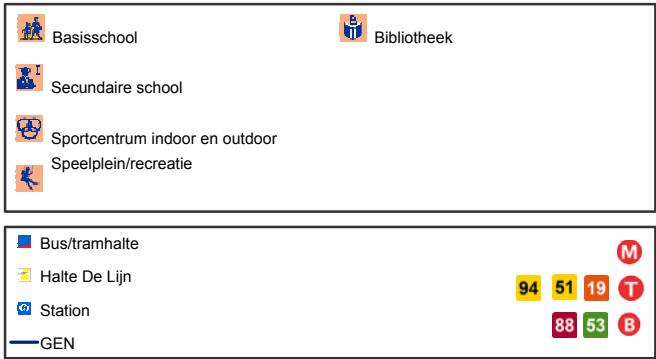 Basisschool Bibliotheek
Secundaire school
Sportcentrum indoor en outdoor
Speelplein/recreatie
Bus/tramhalte M
Halte De Lijn 94 51 19 T
Station 88 53 B
GEN